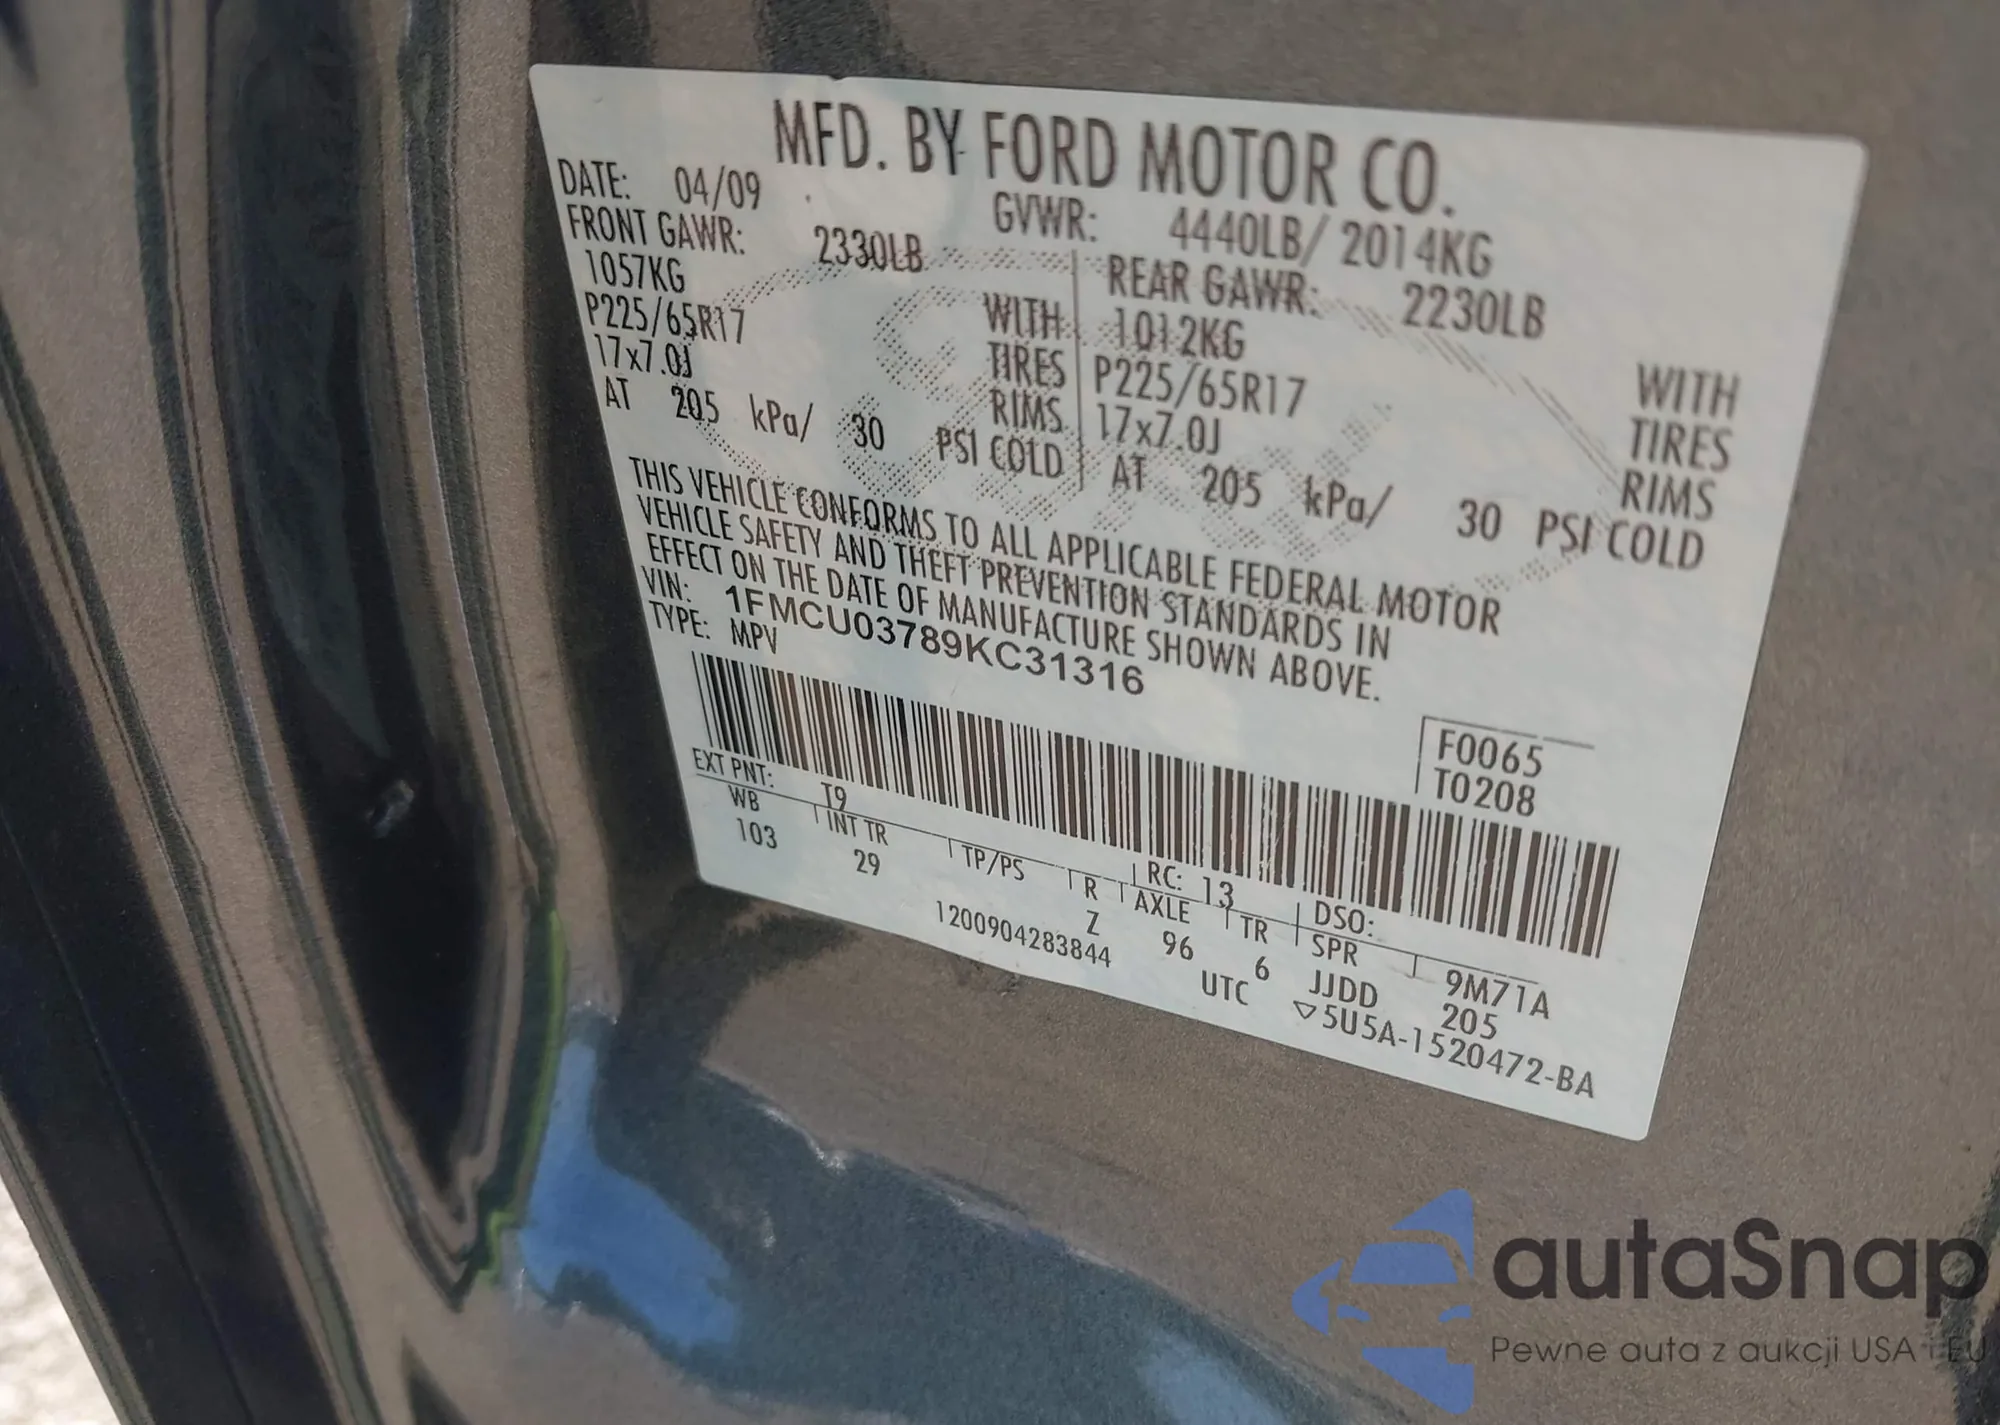 MFD. BY FORD MOTOR CO.
DATE: 04/09 GVWR: 4440LB/ 2014KG
FRONT GAWR: 2330LB REAR GAWR: 2230LB
1057KG WITH 1012KG WITH
P225/65R17 TIRES P225/65R17 TIRES
17x7.0J RIMS 17x7.0J RIMS
AT 205 kPa/ 30 PSI COLD AT 205 kPa/ 30 PSI COLD
THIS VEHICLE CONFORMS TO ALL APPLICABLE FEDERAL MOTOR
VEHICLE SAFETY AND THEFT PREVENTION STANDARDS IN
EFFECT ON THE DATE OF MANUFACTURE SHOWN ABOVE.
VIN: 1FMCU03789KC31316
TYPE: MPV
F0065
T0208
EXT PNT: T9 RC: 13 DSO:
WB INT TR TP/PS R AXLE TR SPR 9M71A
103 29 Z 96 6 JJDD 205
1200904283844 UTC ▽5U5A-1520472-BA
autaSnap
Pewne auta z aukcji USA i EU